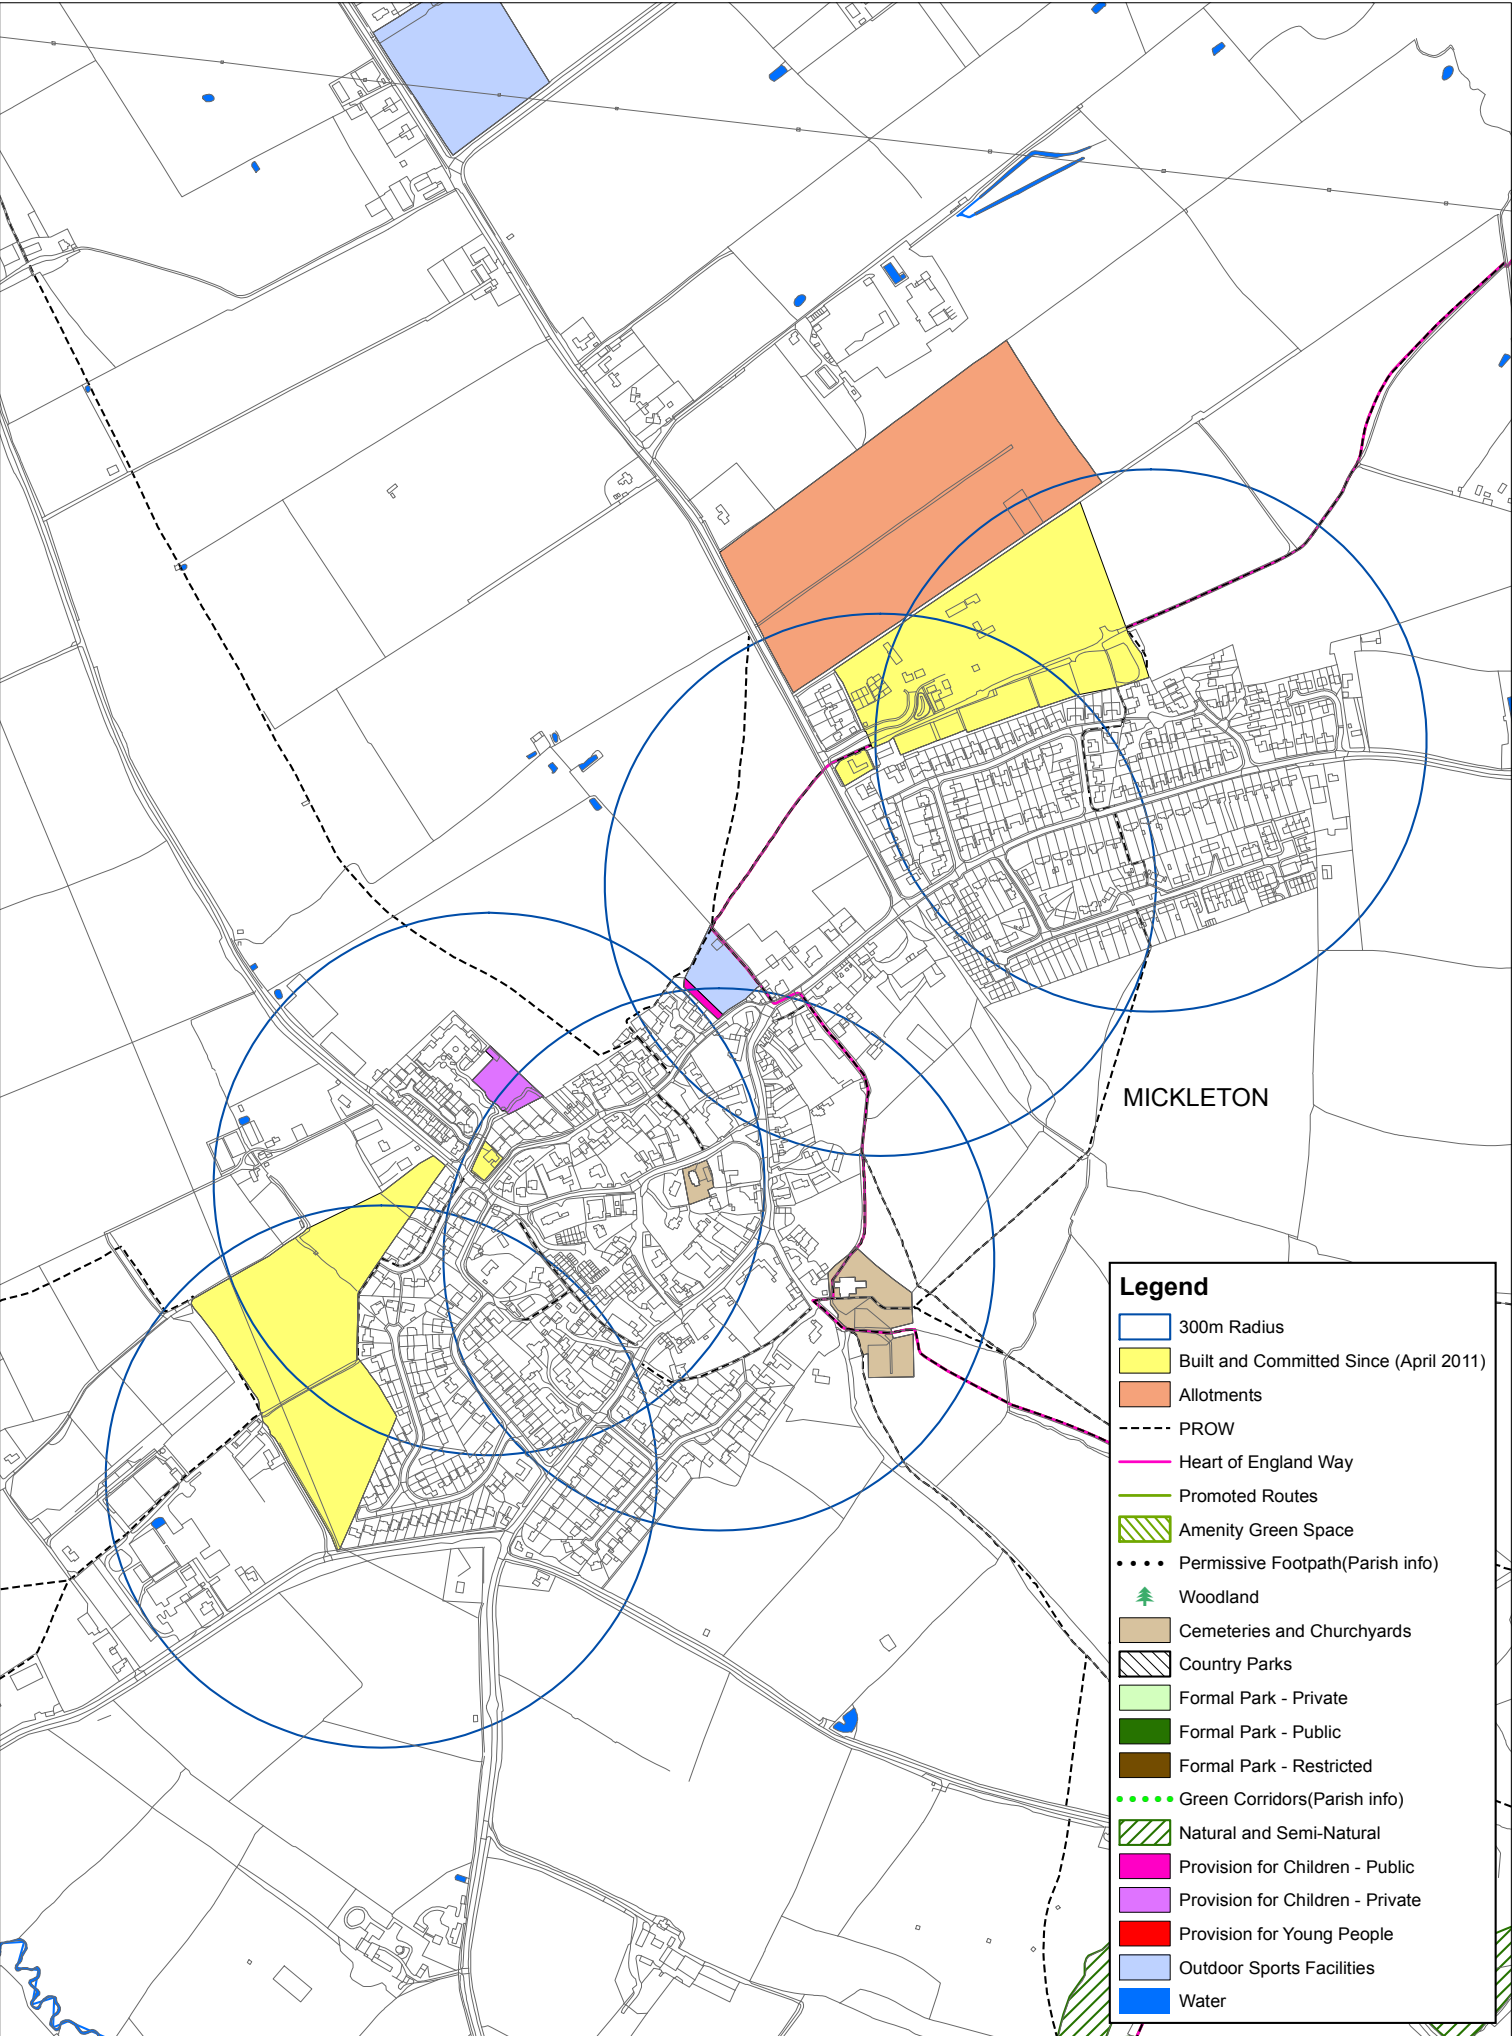 MICKLETON
Legend
300m Radius
Built and Committed Since (April 2011)
Allotments
PROW
Heart of England Way
Promoted Routes
Amenity Green Space
Permissive Footpath(Parish info)
Woodland
Cemeteries and Churchyards
Country Parks
Formal Park - Private
Formal Park - Public
Formal Park - Restricted
Green Corridors(Parish info)
Natural and Semi-Natural
Provision for Children - Public
Provision for Children - Private
Provision for Young People
Outdoor Sports Facilities
Water